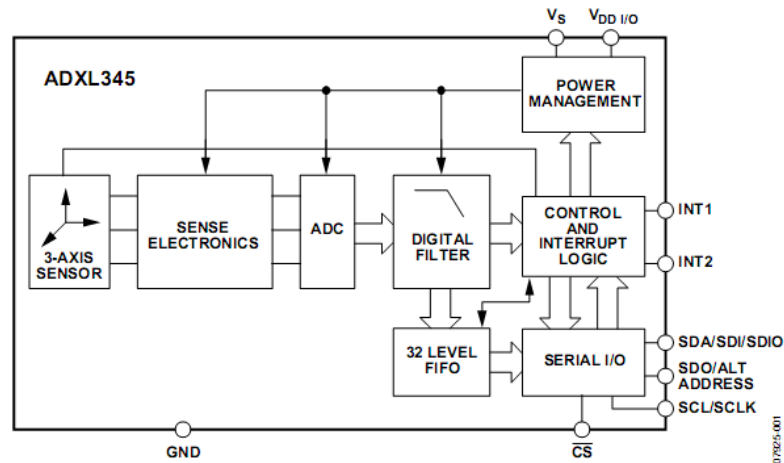 V_S
V_DD I/O
ADXL345
POWER
MANAGEMENT
3-AXIS
SENSOR
SENSE
ELECTRONICS
ADC
DIGITAL
FILTER
CONTROL
AND
INTERRUPT
LOGIC
INT1
INT2
32 LEVEL
FIFO
SERIAL I/O
SDA/SDI/SDIO
SDO/ALT
ADDRESS
SCL/SCLK
GND
C̅S̅
07925-001